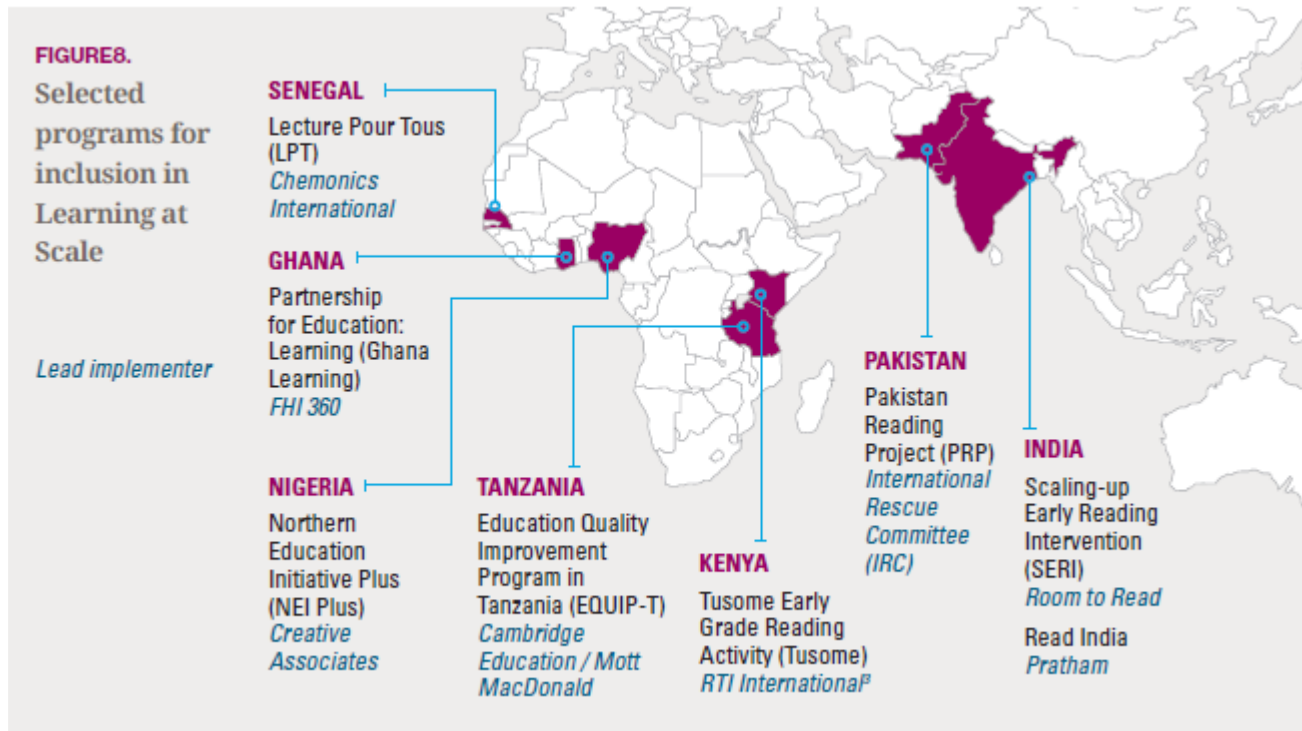 FIGURE8.
Selected
programs for
inclusion in
Learning at
Scale
Lead implementer
SENEGAL
Lecture Pour Tous
(LPT)
Chemonics
International
GHANA
Partnership
for Education:
Learning (Ghana
Learning)
FHI 360
NIGERIA
Northern
Education
Initiative Plus
(NEI Plus)
Creative
Associates
TANZANIA
Education Quality
Improvement
Program in
Tanzania (EQUIP-T)
Cambridge
Education / Mott
MacDonald
KENYA
Tusome Early
Grade Reading
Activity (Tusome)
RTI International³
PAKISTAN
Pakistan
Reading
Project (PRP)
International
Rescue
Committee
(IRC)
INDIA
Scaling-up
Early Reading
Intervention
(SERI)
Room to Read
Read India
Pratham